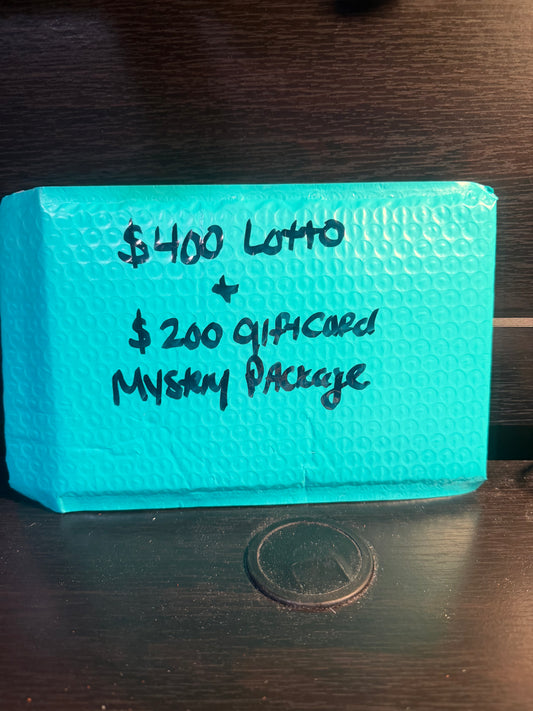 $400 Lotto
+
$200 giftcard
Mystery Package